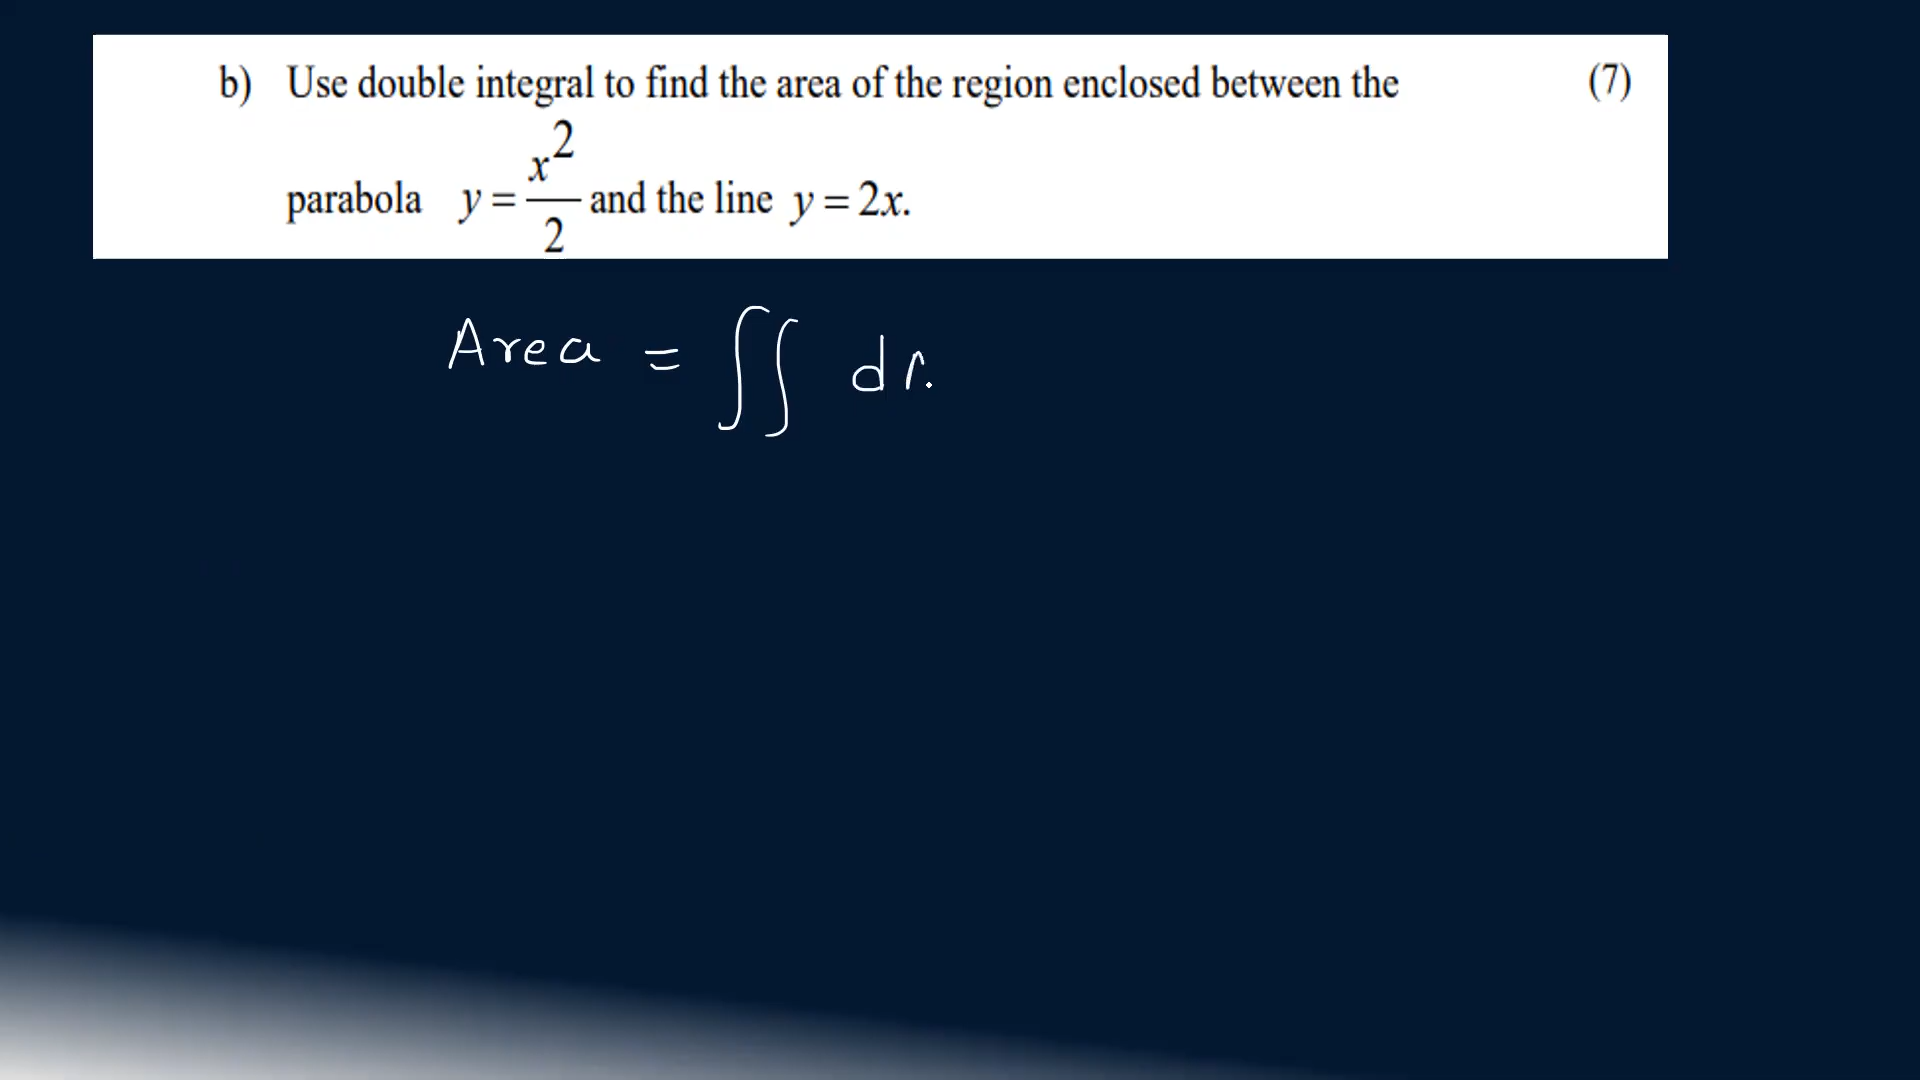 b) Use double integral to find the area of the region enclosed between the (7)
parabola y = x^2/2 and the line y = 2x.
Area = ∫∫ d